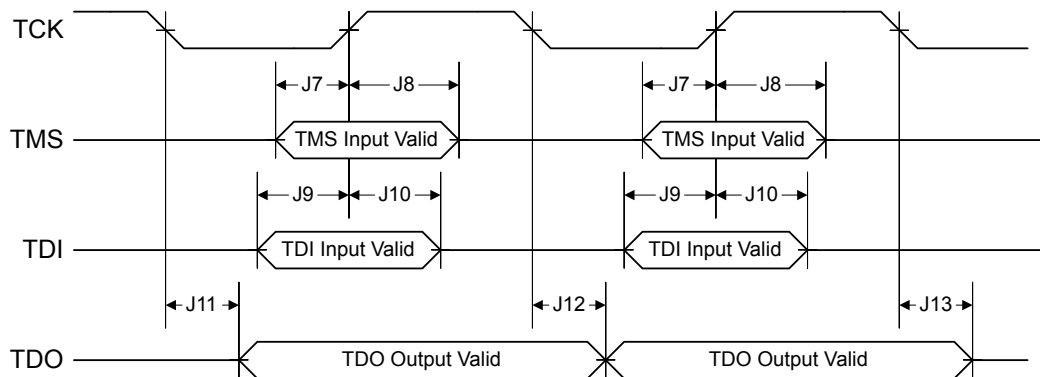 TCK
J7 J8 J7 J8
TMS TMS Input Valid TMS Input Valid
J9 J10 J9 J10
TDI TDI Input Valid TDI Input Valid
J11 J12 J13
TDO TDO Output Valid TDO Output Valid